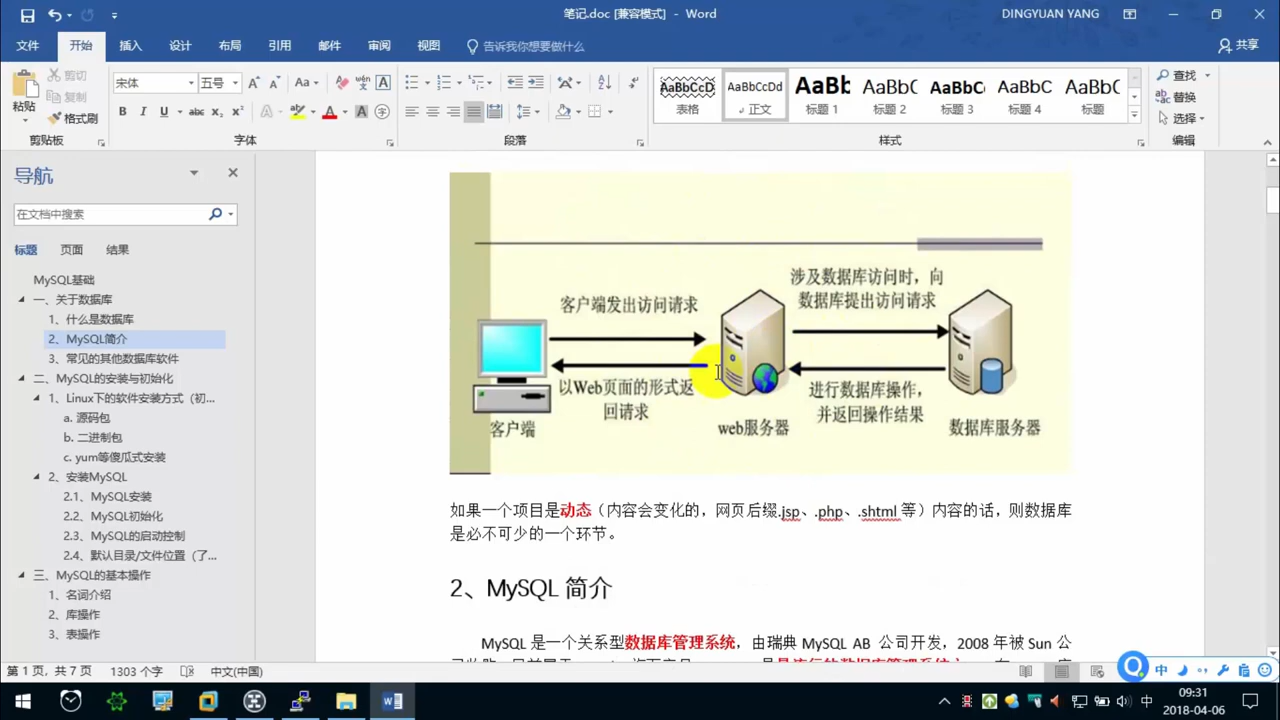 笔记.doc [兼容模式] - Word
DINGYUAN YANG
文件
开始
插入
设计
布局
引用
邮件
审阅
视图
告诉我你想要做什么
共享
粘贴
剪切
复制
格式刷
剪贴板
宋体
五号
字体
段落
AaBbCcD
表格
AaBbCcDd
正文
AaBb
标题 1
AaBbC
标题 2
AaBbC
标题 3
AaBbC
标题 4
AaBbC
标题
样式
查找
替换
选择
编辑
导航
在文档中搜索
标题
页面
结果
MySQL基础
一、关于数据库
1、什么是数据库
2、MySQL简介
3、常见的其他数据库软件
二、MySQL的安装与初始化
1、Linux下的软件安装方式（初...
a. 源码包
b. 二进制包
c. yum等傻瓜式安装
2、安装MySQL
2.1、MySQL安装
2.2、MySQL初始化
2.3、MySQL的启动控制
2.4、默认目录/文件位置（了...
三、MySQL的基本操作
1、名词介绍
2、库操作
3、表操作
客户端发出访问请求
以Web页面的形式返
回请求
客户端
web服务器
涉及数据库访问时，向
数据库提出访问请求
进行数据库操作，
并返回操作结果
数据库服务器
如果一个项目是动态（内容会变化的，网页后缀.jsp、.php、.shtml 等）内容的话，则数据库
是必不可少的一个环节。
2、MySQL 简介
MySQL 是一个关系型数据库管理系统，由瑞典 MySQL AB 公司开发，2008 年被 Sun 公
第 1 页，共 7 页
1303 个字
中文(中国)
中
中
09:31
2018-04-06